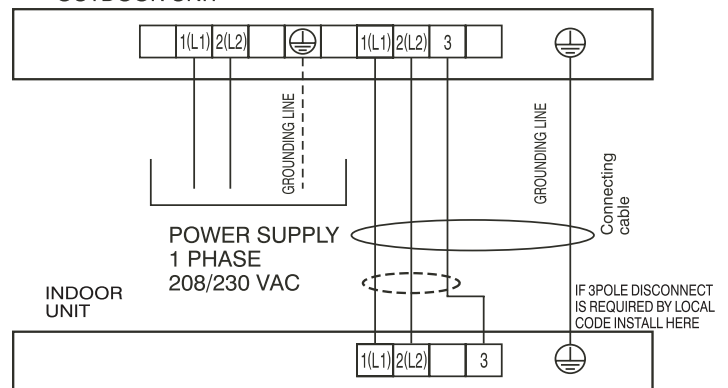 1(L1) 2(L2) 1(L1) 2(L2) 3
GROUNDING LINE
GROUNDING LINE
Connecting
cable
POWER SUPPLY
1 PHASE
208/230 VAC
INDOOR
UNIT
IF 3POLE DISCONNECT
IS REQUIRED BY LOCAL
CODE INSTALL HERE
1(L1) 2(L2) 3